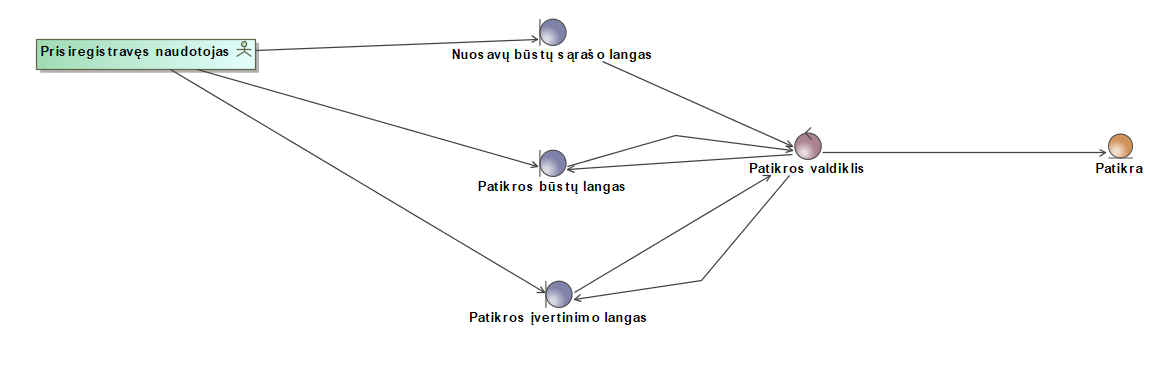 Prisiregistravęs naudotojas
Nuosavų būstų sąrašo langas
Patikros būstų langas
Patikros valdiklis
Patikra
Patikros įvertinimo langas